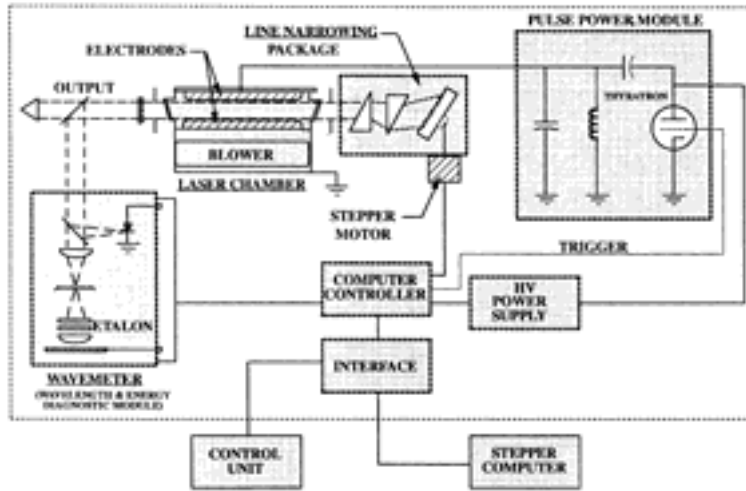 PULSE POWER MODULE
LINE NARROWING
PACKAGE
ELECTRODES
OUTPUT
THYRATRON
BLOWER
LASER CHAMBER
STEPPER
MOTOR
TRIGGER
COMPUTER
CONTROLLER
HV
POWER
SUPPLY
ETALON
INTERFACE
WAVEMETER
(WAVELENGTH & ENERGY
DIAGNOSTIC MODULE)
CONTROL
UNIT
STEPPER
COMPUTER